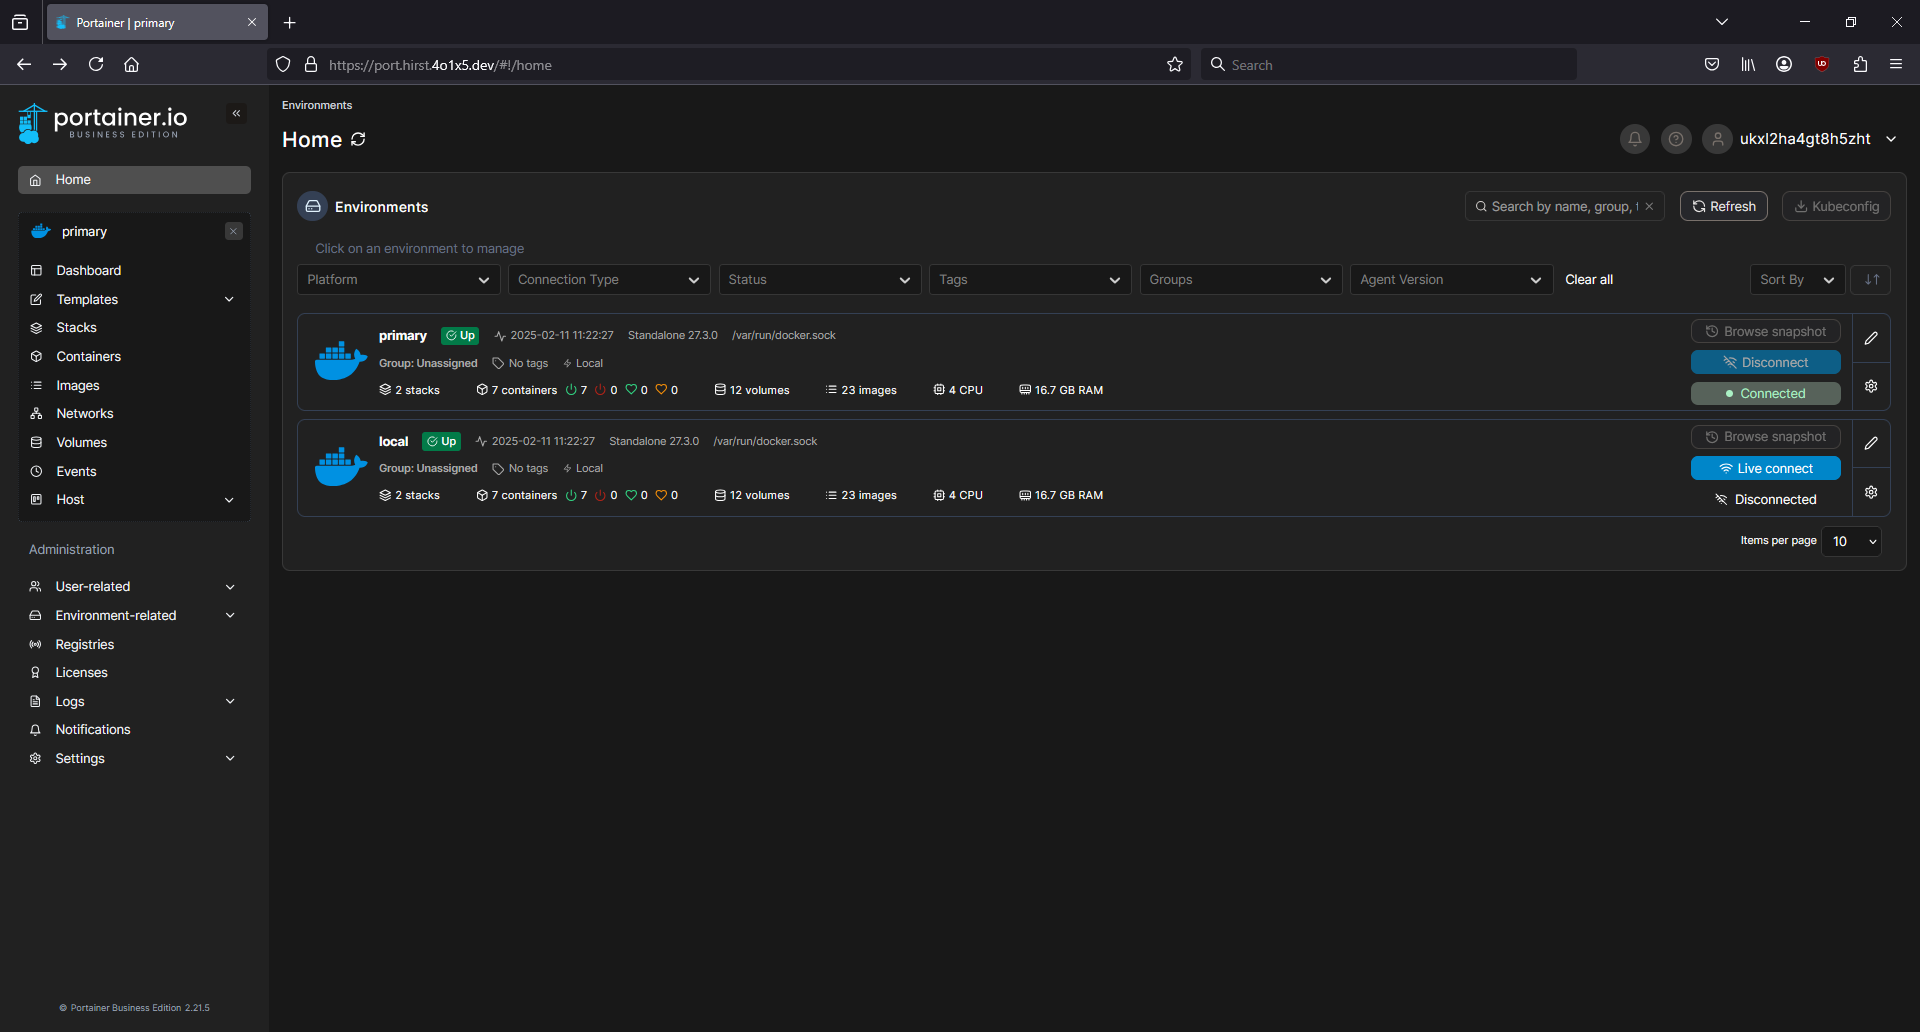 Portainer | primary
https://port.hirst.4o1x5.dev/#!/home
Search
portainer.io
BUSINESS EDITION
Home
primary
Dashboard
Templates
Stacks
Containers
Images
Networks
Volumes
Events
Host
Administration
User-related
Environment-related
Registries
Licenses
Logs
Notifications
Settings
© Portainer Business Edition 2.21.5
Environments
Home
ukxl2ha4gt8h5zht
Environments
Search by name, group,
Refresh
Kubeconfig
Click on an environment to manage
Platform
Connection Type
Status
Tags
Groups
Agent Version
Clear all
Sort By
primary Up 2025-02-11 11:22:27 Standalone 27.3.0 /var/run/docker.sock
Group: Unassigned No tags Local
2 stacks 7 containers 7 0 0 0 12 volumes 23 images 4 CPU 16.7 GB RAM
Browse snapshot
Disconnect
Connected
local Up 2025-02-11 11:22:27 Standalone 27.3.0 /var/run/docker.sock
Group: Unassigned No tags Local
2 stacks 7 containers 7 0 0 0 12 volumes 23 images 4 CPU 16.7 GB RAM
Browse snapshot
Live connect
Disconnected
Items per page 10